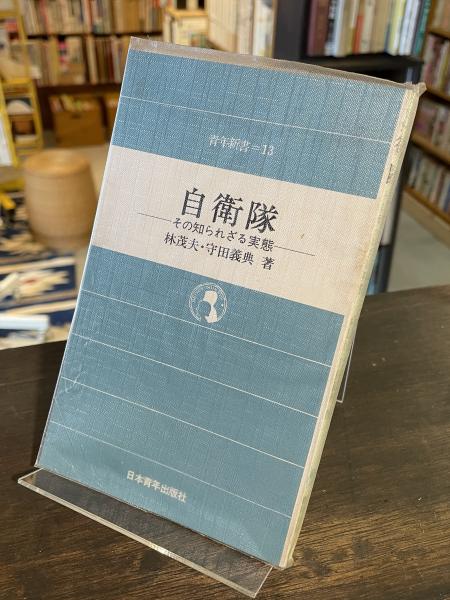 青年新書=13
自衛隊
―その知られざる実態―
林茂夫・守田義典 著
日本青年出版社